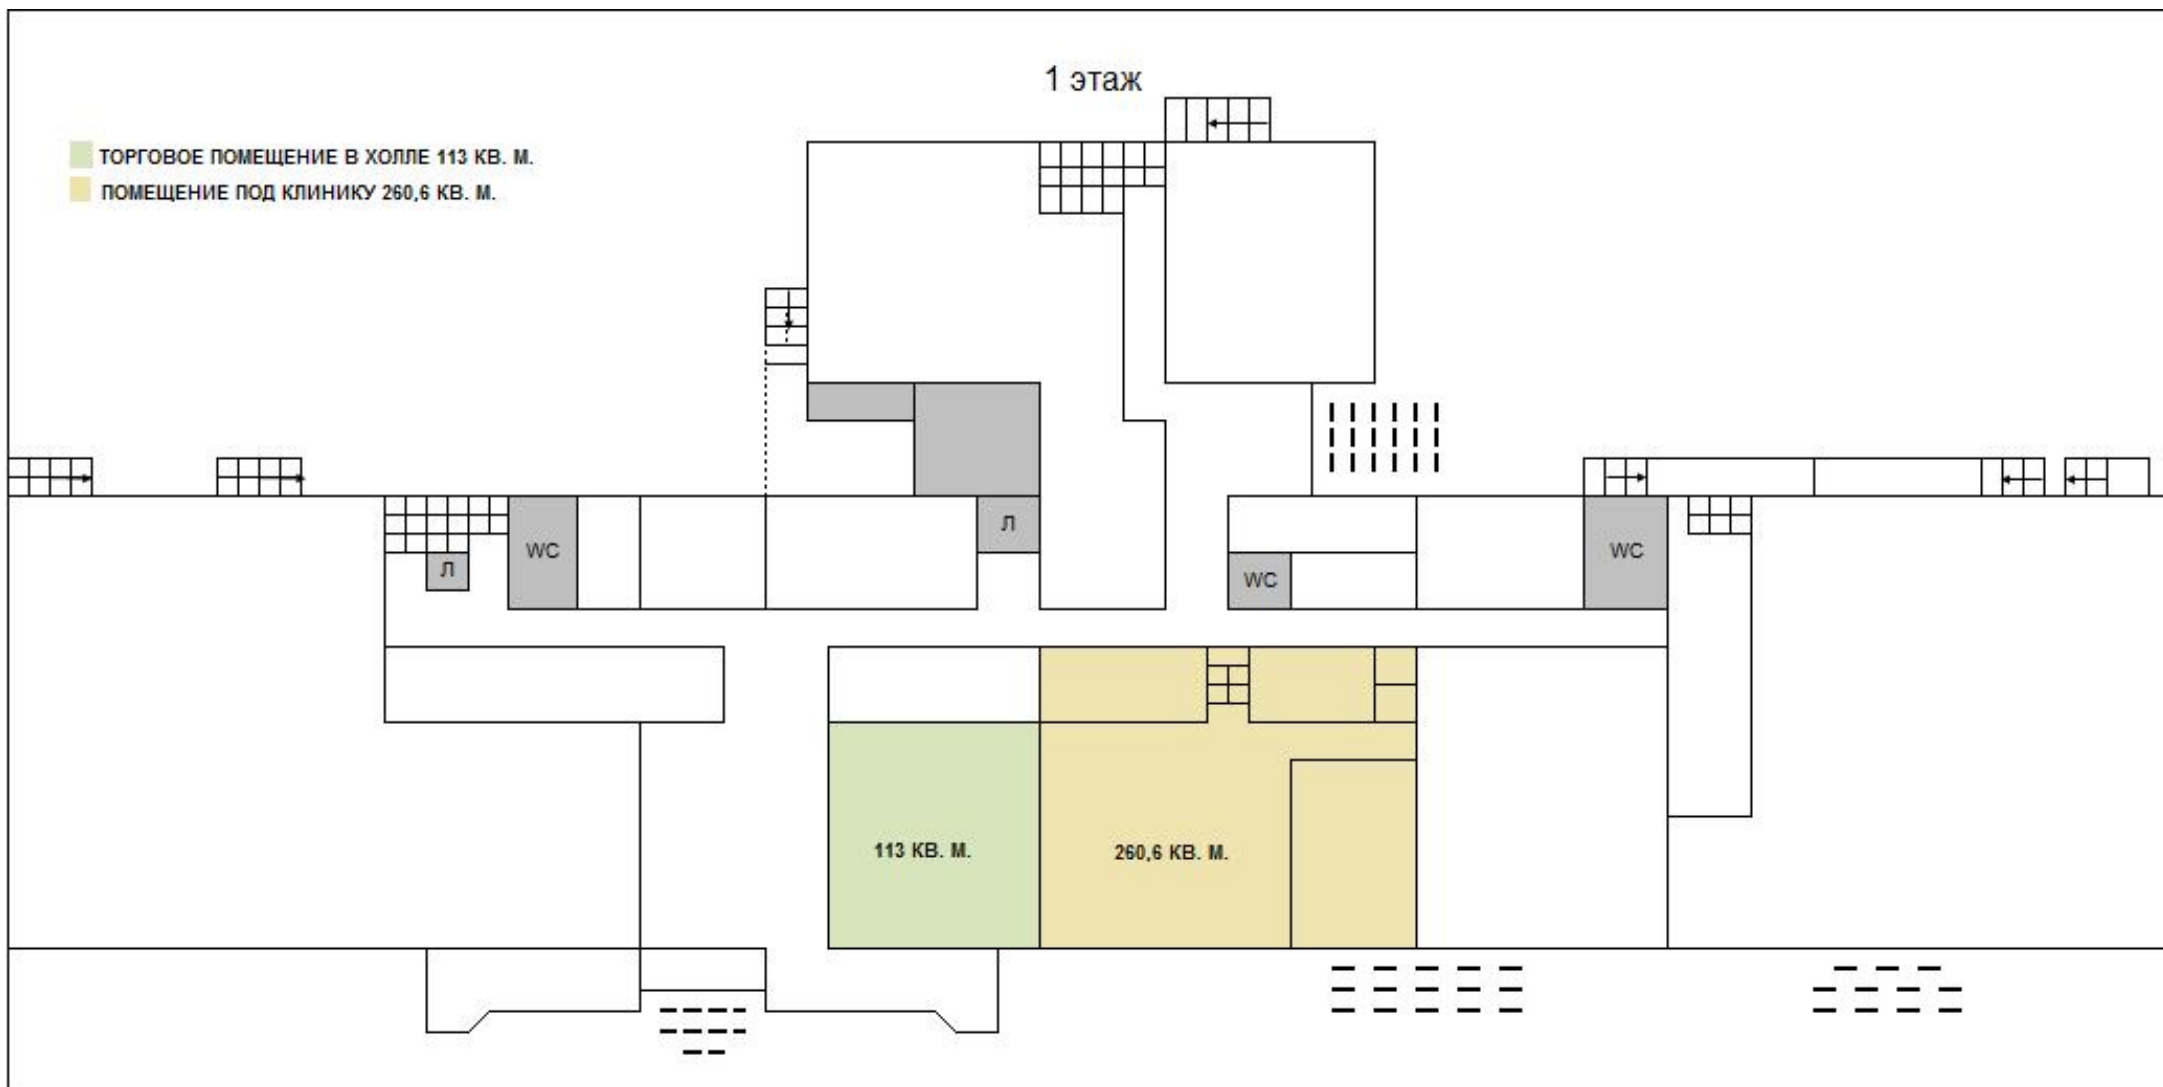 1 этаж
ТОРГОВОЕ ПОМЕЩЕНИЕ В ХОЛЛЕ 113 КВ. М.
ПОМЕЩЕНИЕ ПОД КЛИНИКУ 260,6 КВ. М.
Л
WC
WC
Л
WC
113 КВ. М.
260,6 КВ. М.